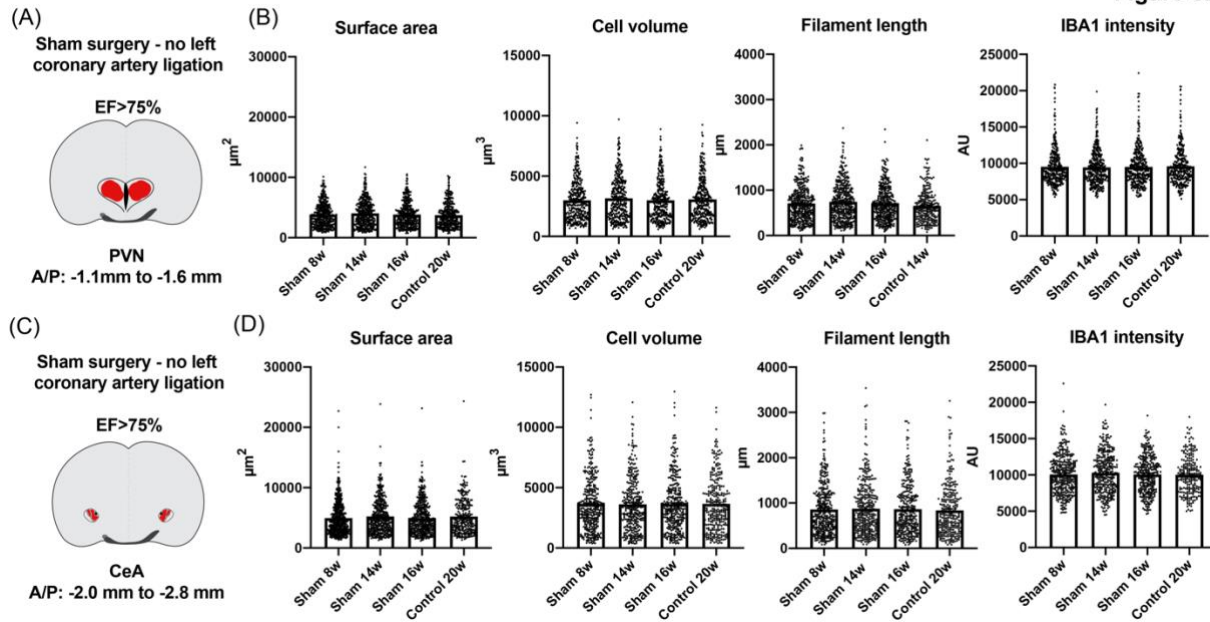 (A)
Sham surgery - no left
coronary artery ligation
EF>75%
PVN
A/P: -1.1mm to -1.6 mm
(B)
Surface area
30000
20000
10000
0
µm²
Sham 8w
Sham 14w
Sham 16w
Control 20w
Cell volume
15000
10000
5000
0
µm³
Sham 8w
Sham 14w
Sham 16w
Control 20w
Filament length
4000
3000
2000
1000
0
µm
Sham 8w
Sham 14w
Sham 16w
Control 14w
IBA1 intensity
25000
20000
15000
10000
5000
0
AU
Sham 8w
Sham 14w
Sham 16w
Control 20w
(C)
Sham surgery - no left
coronary artery ligation
EF>75%
CeA
A/P: -2.0 mm to -2.8 mm
(D)
Surface area
30000
20000
10000
0
µm²
Sham 8w
Sham 14w
Sham 16w
Control 20w
Cell volume
15000
10000
5000
0
µm³
Sham 8w
Sham 14w
Sham 16w
Control 20w
Filament length
4000
3000
2000
1000
0
µm
Sham 8w
Sham 14w
Sham 16w
Control 20w
IBA1 intensity
25000
20000
15000
10000
5000
0
AU
Sham 8w
Sham 14w
Sham 16w
Control 20w